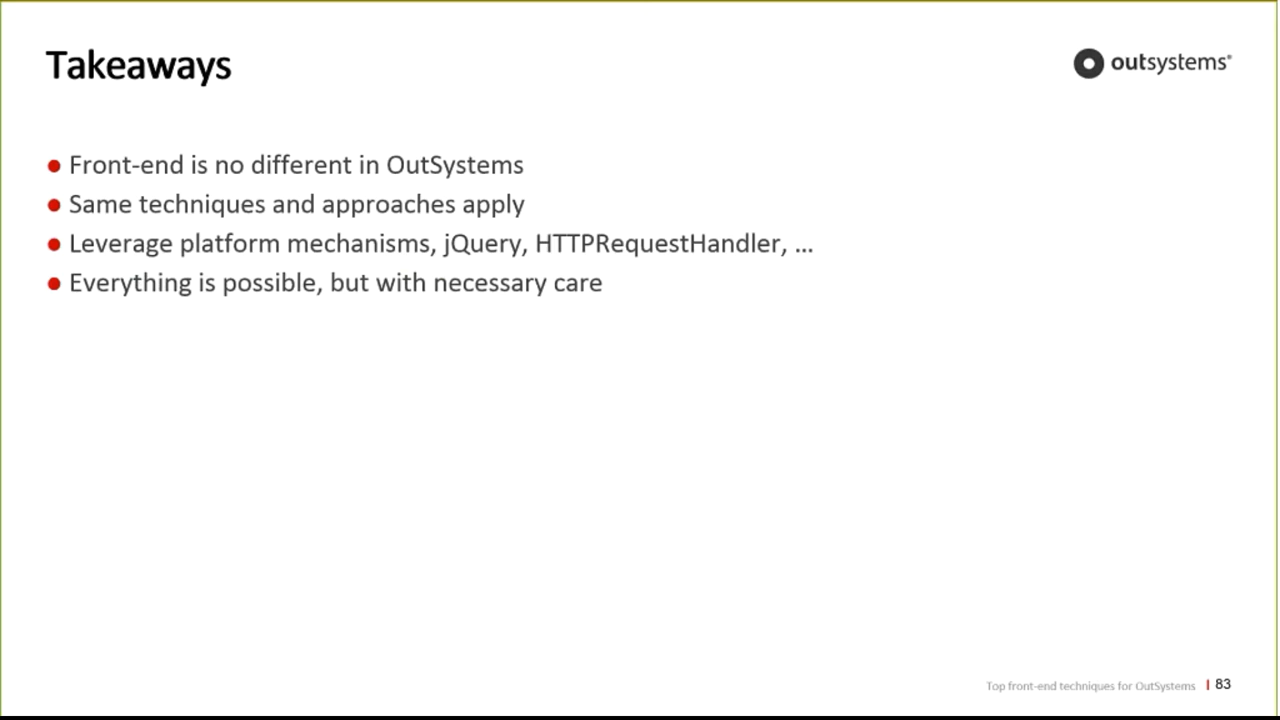 Takeaways
outsystems®
● Front-end is no different in OutSystems
● Same techniques and approaches apply
● Leverage platform mechanisms, jQuery, HTTPRequestHandler, ...
● Everything is possible, but with necessary care
Top front-end techniques for OutSystems | 83